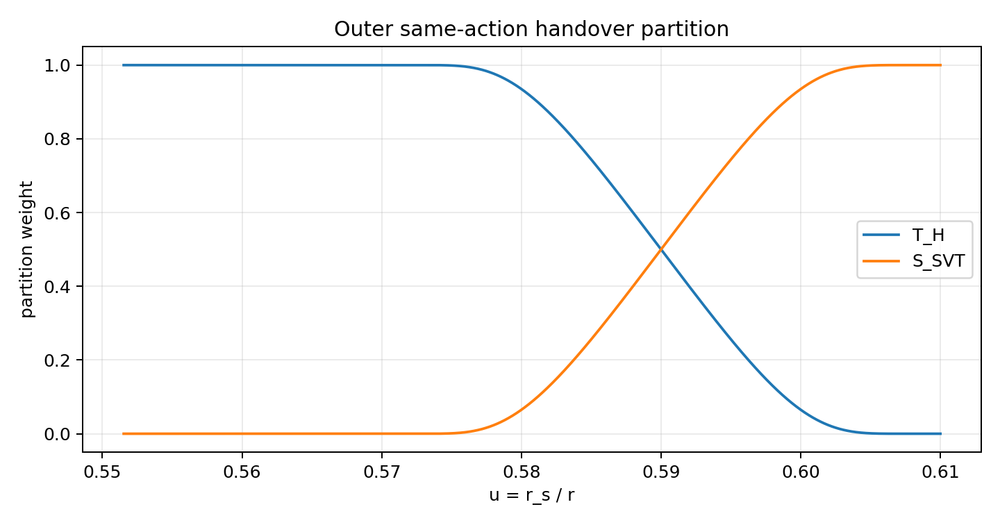 Outer same-action handover partition
partition weight
1.0
0.8
0.6
0.4
0.2
0.0
T_H
S_SVT
0.55 0.56 0.57 0.58 0.59 0.60 0.61
u = r_s / r